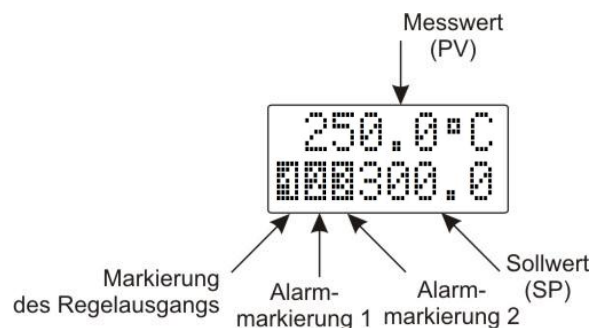 Messwert
(PV)
250.0°C
300.0
Markierung
des Regelausgangs
Alarm-
markierung 1
Alarm-
markierung 2
Sollwert
(SP)